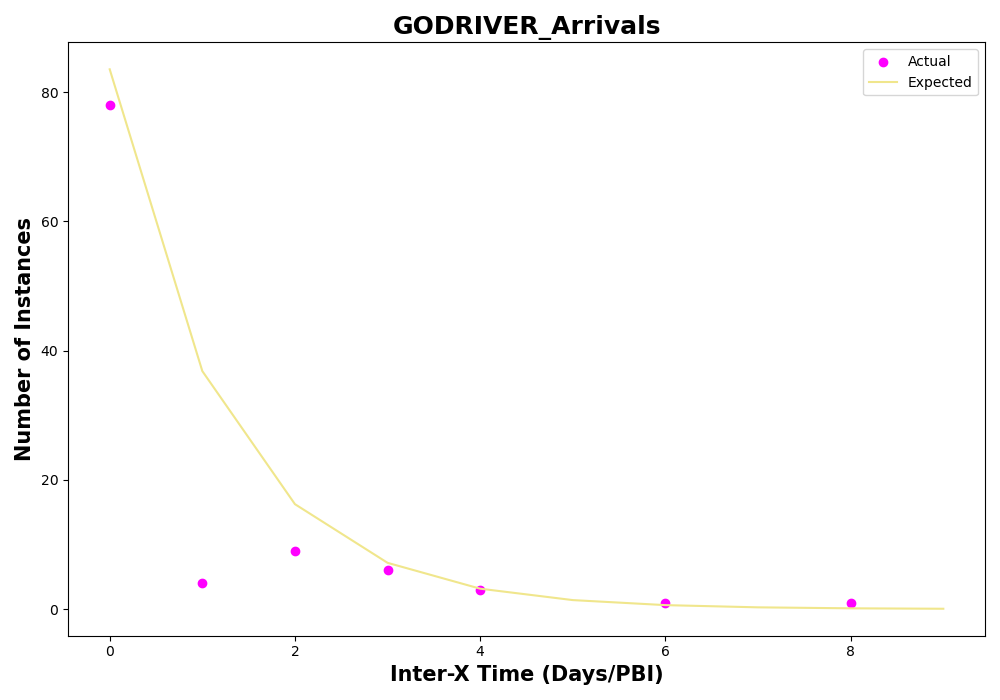 GODRIVER_Arrivals
Actual
Expected
Number of Instances
80
60
40
20
0
0 2 4 6 8
Inter-X Time (Days/PBI)